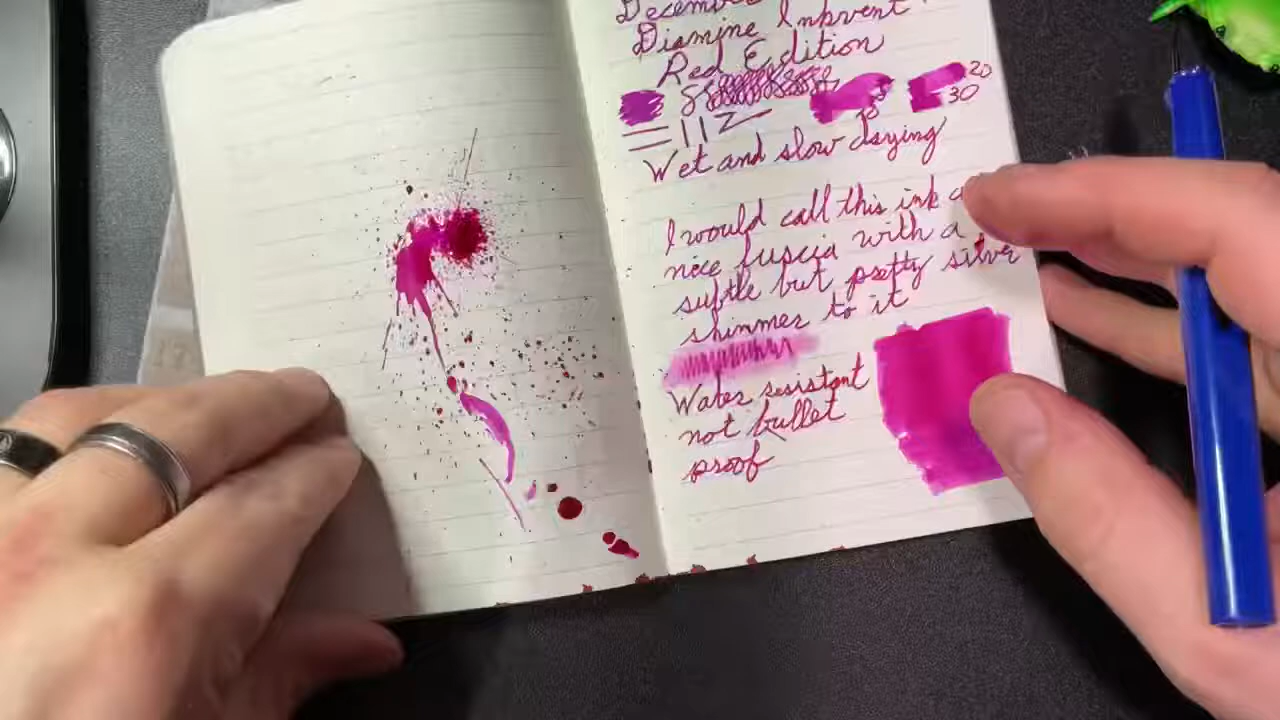 December
Diamine Inkvent
Red Edition
20
30
Wet and slow drying
I would call this ink a
nice fuscia with a
subtle but pretty silver
shimmer to it
Water resistant
not bullet
proof